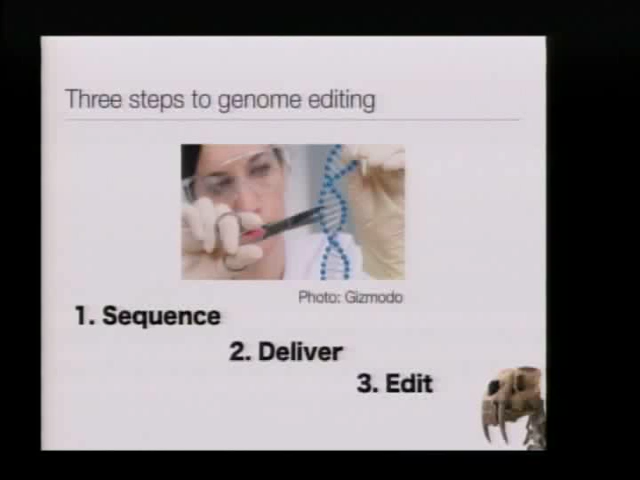 Three steps to genome editing
Photo: Gizmodo
1. Sequence
2. Deliver
3. Edit